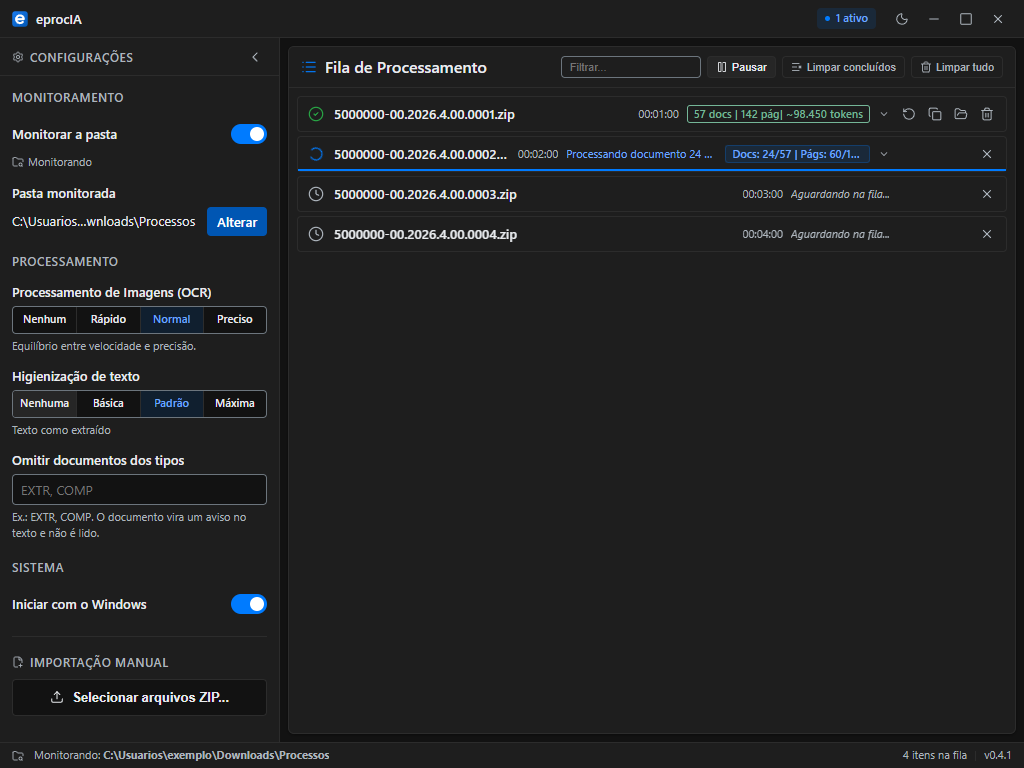 eprocIA
1 ativo
CONFIGURAÇÕES
MONITORAMENTO
Monitorar a pasta
Monitorando
Pasta monitorada
C:\Usuarios...wnloads\Processos
Alterar
PROCESSAMENTO
Processamento de Imagens (OCR)
Nenhum Rápido Normal Preciso
Equilíbrio entre velocidade e precisão.
Higienização de texto
Nenhuma Básica Padrão Máxima
Texto como extraído
Omitir documentos dos tipos
EXTR, COMP
Ex.: EXTR, COMP. O documento vira um aviso no
texto e não é lido.
SISTEMA
Iniciar com o Windows
IMPORTAÇÃO MANUAL
Selecionar arquivos ZIP...
Fila de Processamento
Filtrar...
Pausar
Limpar concluídos
Limpar tudo
5000000-00.2026.4.00.0001.zip 00:01:00 57 docs | 142 pág| ~98.450 tokens
5000000-00.2026.4.00.0002... 00:02:00 Processando documento 24 ... Docs: 24/57 | Págs: 60/1...
5000000-00.2026.4.00.0003.zip 00:03:00 Aguardando na fila...
5000000-00.2026.4.00.0004.zip 00:04:00 Aguardando na fila...
Monitorando: C:\Usuarios\exemplo\Downloads\Processos
4 itens na fila
v0.4.1